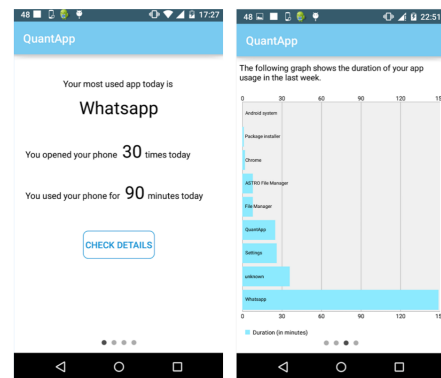 48 17:27
QuantApp
Your most used app today is
Whatsapp
You opened your phone 30 times today
You used your phone for 90 minutes today
CHECK DETAILS
48 22:51
QuantApp
The following graph shows the duration of your app
usage in the last week.
0 30 60 90 120 15
Android system
Package installer
Chrome
ASTRO File Manager
File Manager
QuantApp
Settings
unknown
Whatsapp
0 30 60 90 120 15
Duration (in minutes)